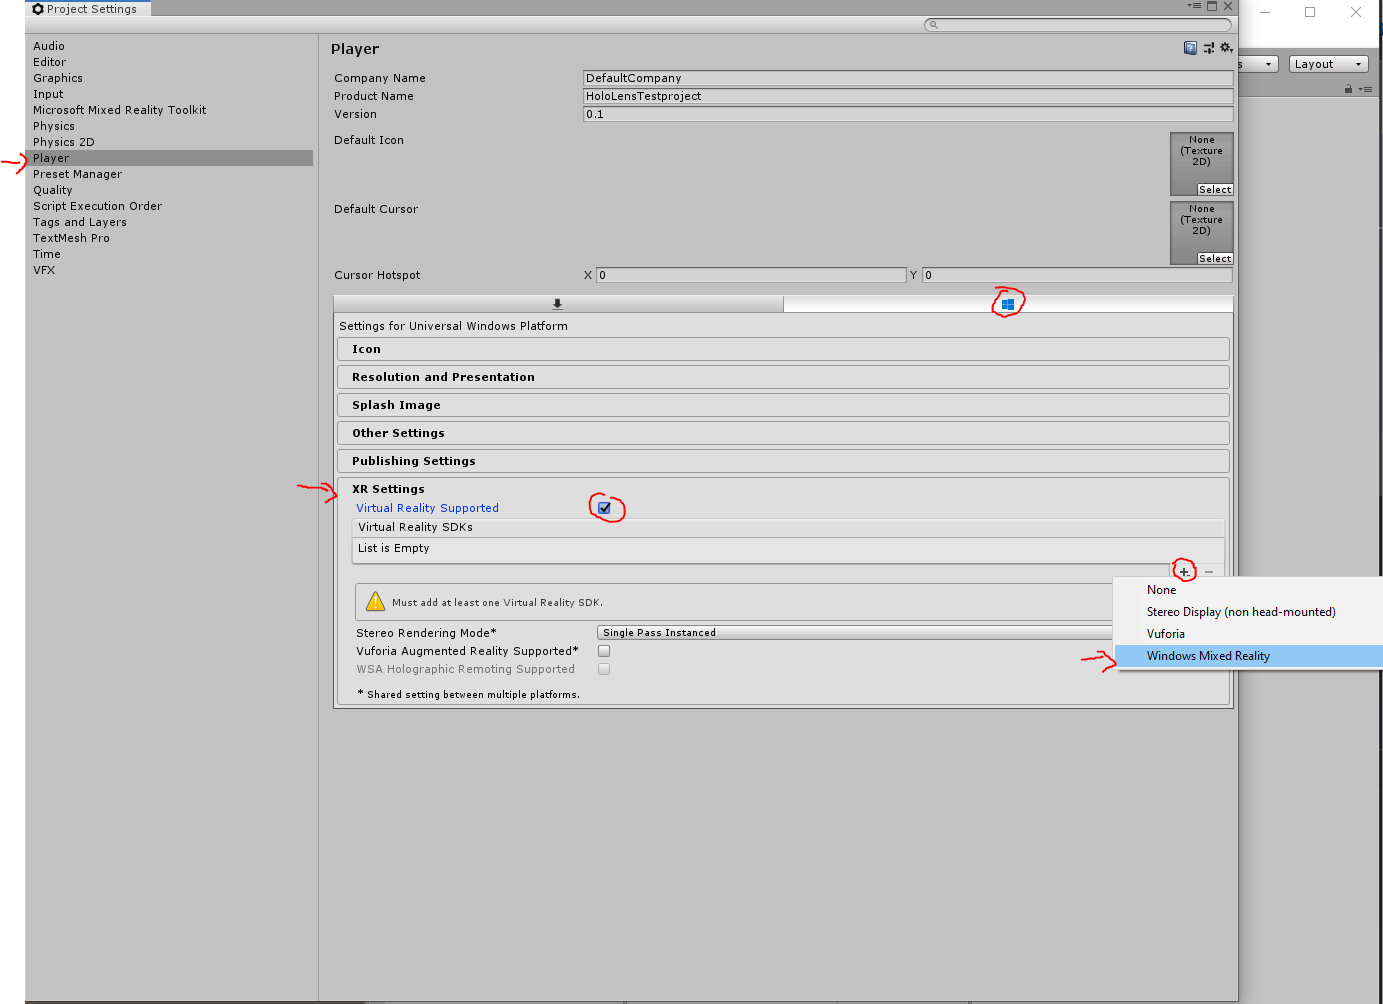 Project Settings
s
Layout
Audio
Editor
Graphics
Input
Microsoft Mixed Reality Toolkit
Physics
Physics 2D
Player
Preset Manager
Quality
Script Execution Order
Tags and Layers
TextMesh Pro
Time
VFX
Player
Company Name DefaultCompany
Product Name HoloLensTestproject
Version 0.1
Default Icon
None
(Texture
2D)
Select
Default Cursor
None
(Texture
2D)
Select
Cursor Hotspot X 0 Y 0
Settings for Universal Windows Platform
Icon
Resolution and Presentation
Splash Image
Other Settings
Publishing Settings
XR Settings
Virtual Reality Supported
Virtual Reality SDKs
List is Empty
Must add at least one Virtual Reality SDK.
Stereo Rendering Mode* Single Pass Instanced
Vuforia Augmented Reality Supported*
WSA Holographic Remoting Supported
* Shared setting between multiple platforms.
None
Stereo Display (non head-mounted)
Vuforia
Windows Mixed Reality